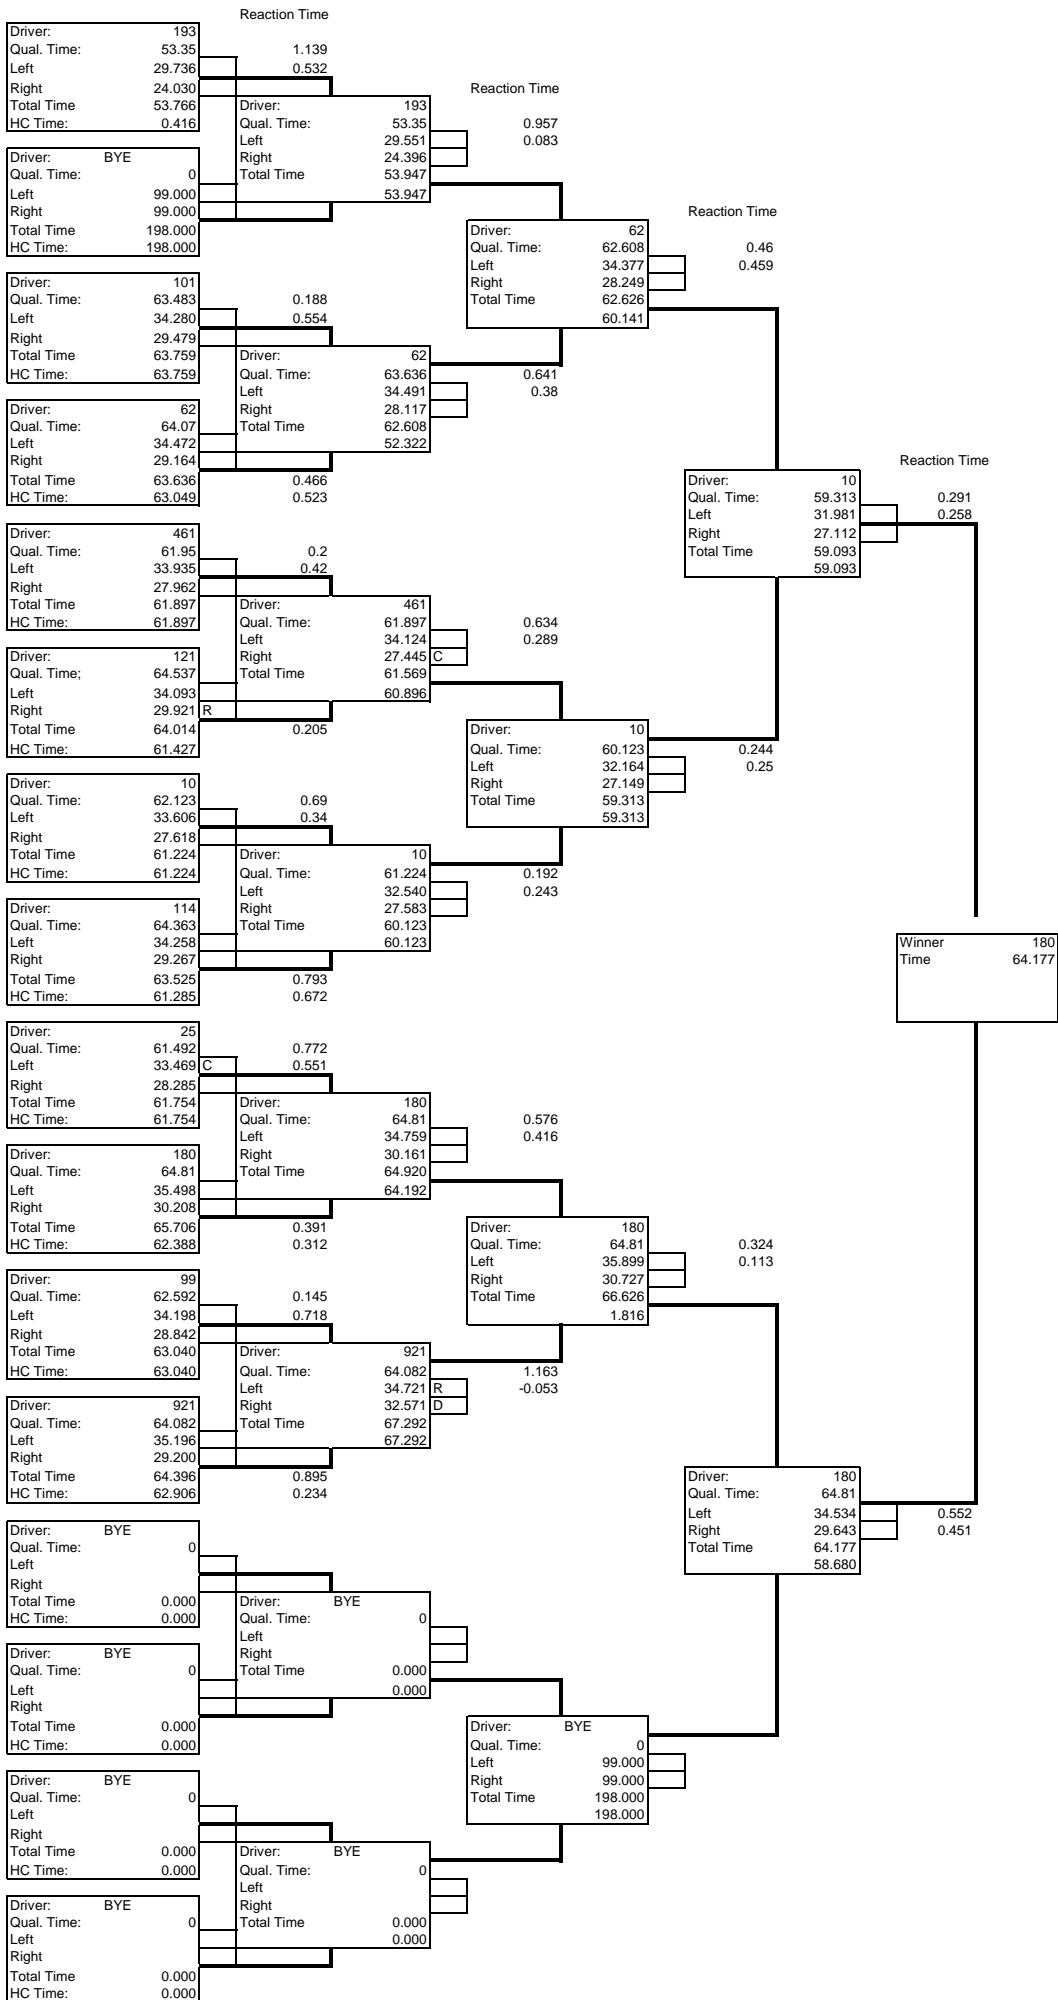 Reaction Time
Driver: 193
Qual. Time: 53.35 1.139
Left 29.736 0.532
Right 24.030
Total Time 53.766
HC Time: 0.416
Driver: BYE
Qual. Time: 0
Left 99.000
Right 99.000
Total Time 198.000
HC Time: 198.000
Driver: 101
Qual. Time: 63.483 0.188
Left 34.280 0.554
Right 29.479
Total Time 63.759
HC Time: 63.759
Driver: 62
Qual. Time: 64.07
Left 34.472
Right 29.164
Total Time 63.636 0.466
HC Time: 63.049 0.523
Driver: 461
Qual. Time: 61.95 0.2
Left 33.935 0.42
Right 27.962
Total Time 61.897
HC Time: 61.897
Driver: 121
Qual. Time; 64.537
Left 34.093
Right 29.921 R
Total Time 64.014 0.205
HC Time: 61.427
Driver: 10
Qual. Time: 62.123 0.69
Left 33.606 0.34
Right 27.618
Total Time 61.224
HC Time: 61.224
Driver: 114
Qual. Time: 64.363
Left 34.258
Right 29.267
Total Time 63.525 0.793
HC Time: 61.285 0.672
Driver: 25
Qual. Time: 61.492 0.772
Left 33.469 C 0.551
Right 28.285
Total Time 61.754
HC Time: 61.754
Driver: 180
Qual. Time: 64.81
Left 35.498
Right 30.208
Total Time 65.706 0.391
HC Time: 62.388 0.312
Driver: 99
Qual. Time: 62.592 0.145
Left 34.198 0.718
Right 28.842
Total Time 63.040
HC Time: 63.040
Driver: 921
Qual. Time: 64.082
Left 35.196
Right 29.200
Total Time 64.396 0.895
HC Time: 62.906 0.234
Driver: BYE
Qual. Time: 0
Left
Right
Total Time 0.000
HC Time: 0.000
Driver: BYE
Qual. Time: 0
Left
Right
Total Time 0.000
HC Time: 0.000
Driver: BYE
Qual. Time: 0
Left
Right
Total Time 0.000
HC Time: 0.000
Driver: BYE
Qual. Time: 0
Left
Right
Total Time 0.000
HC Time: 0.000
Reaction Time
Driver: 193
Qual. Time: 53.35 0.957
Left 29.551 0.083
Right 24.396
Total Time 53.947
53.947
Driver: 62
Qual. Time: 63.636 0.641
Left 34.491 0.38
Right 28.117
Total Time 62.608
52.322
Driver: 461
Qual. Time: 61.897 0.634
Left 34.124 0.289
Right 27.445 C
Total Time 61.569
60.896
Driver: 10
Qual. Time: 61.224 0.192
Left 32.540 0.243
Right 27.583
Total Time 60.123
60.123
Driver: 180
Qual. Time: 64.81 0.576
Left 34.759 0.416
Right 30.161
Total Time 64.920
64.192
Driver: 921
Qual. Time: 64.082 1.163
Left 34.721 R -0.053
Right 32.571 D
Total Time 67.292
67.292
Driver: BYE
Qual. Time: 0
Left
Right
Total Time 0.000
0.000
Driver: BYE
Qual. Time: 0
Left
Right
Total Time 0.000
0.000
Reaction Time
Driver: 62
Qual. Time: 62.608 0.46
Left 34.377 0.459
Right 28.249
Total Time 62.626
60.141
Driver: 10
Qual. Time: 60.123 0.244
Left 32.164 0.25
Right 27.149
Total Time 59.313
59.313
Driver: 180
Qual. Time: 64.81 0.324
Left 35.899 0.113
Right 30.727
Total Time 66.626
1.816
Driver: BYE
Qual. Time: 0
Left 99.000
Right 99.000
Total Time 198.000
198.000
Reaction Time
Driver: 10
Qual. Time: 59.313 0.291
Left 31.981 0.258
Right 27.112
Total Time 59.093
59.093
Driver: 180
Qual. Time: 64.81
Left 34.534 0.552
Right 29.643 0.451
Total Time 64.177
58.680
Winner 180
Time 64.177